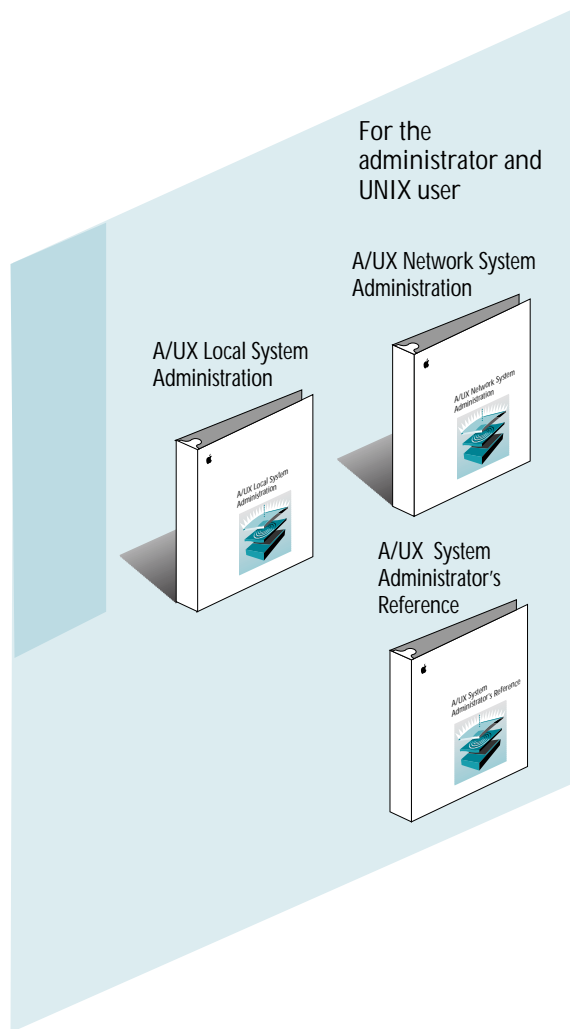 For the
administrator and
UNIX user
A/UX Network System
Administration
A/UX Network System
Administration
A/UX Local System
Administration
A/UX Local System
Administration
A/UX System
Administrator's
Reference
A/UX System
Administrator's Reference